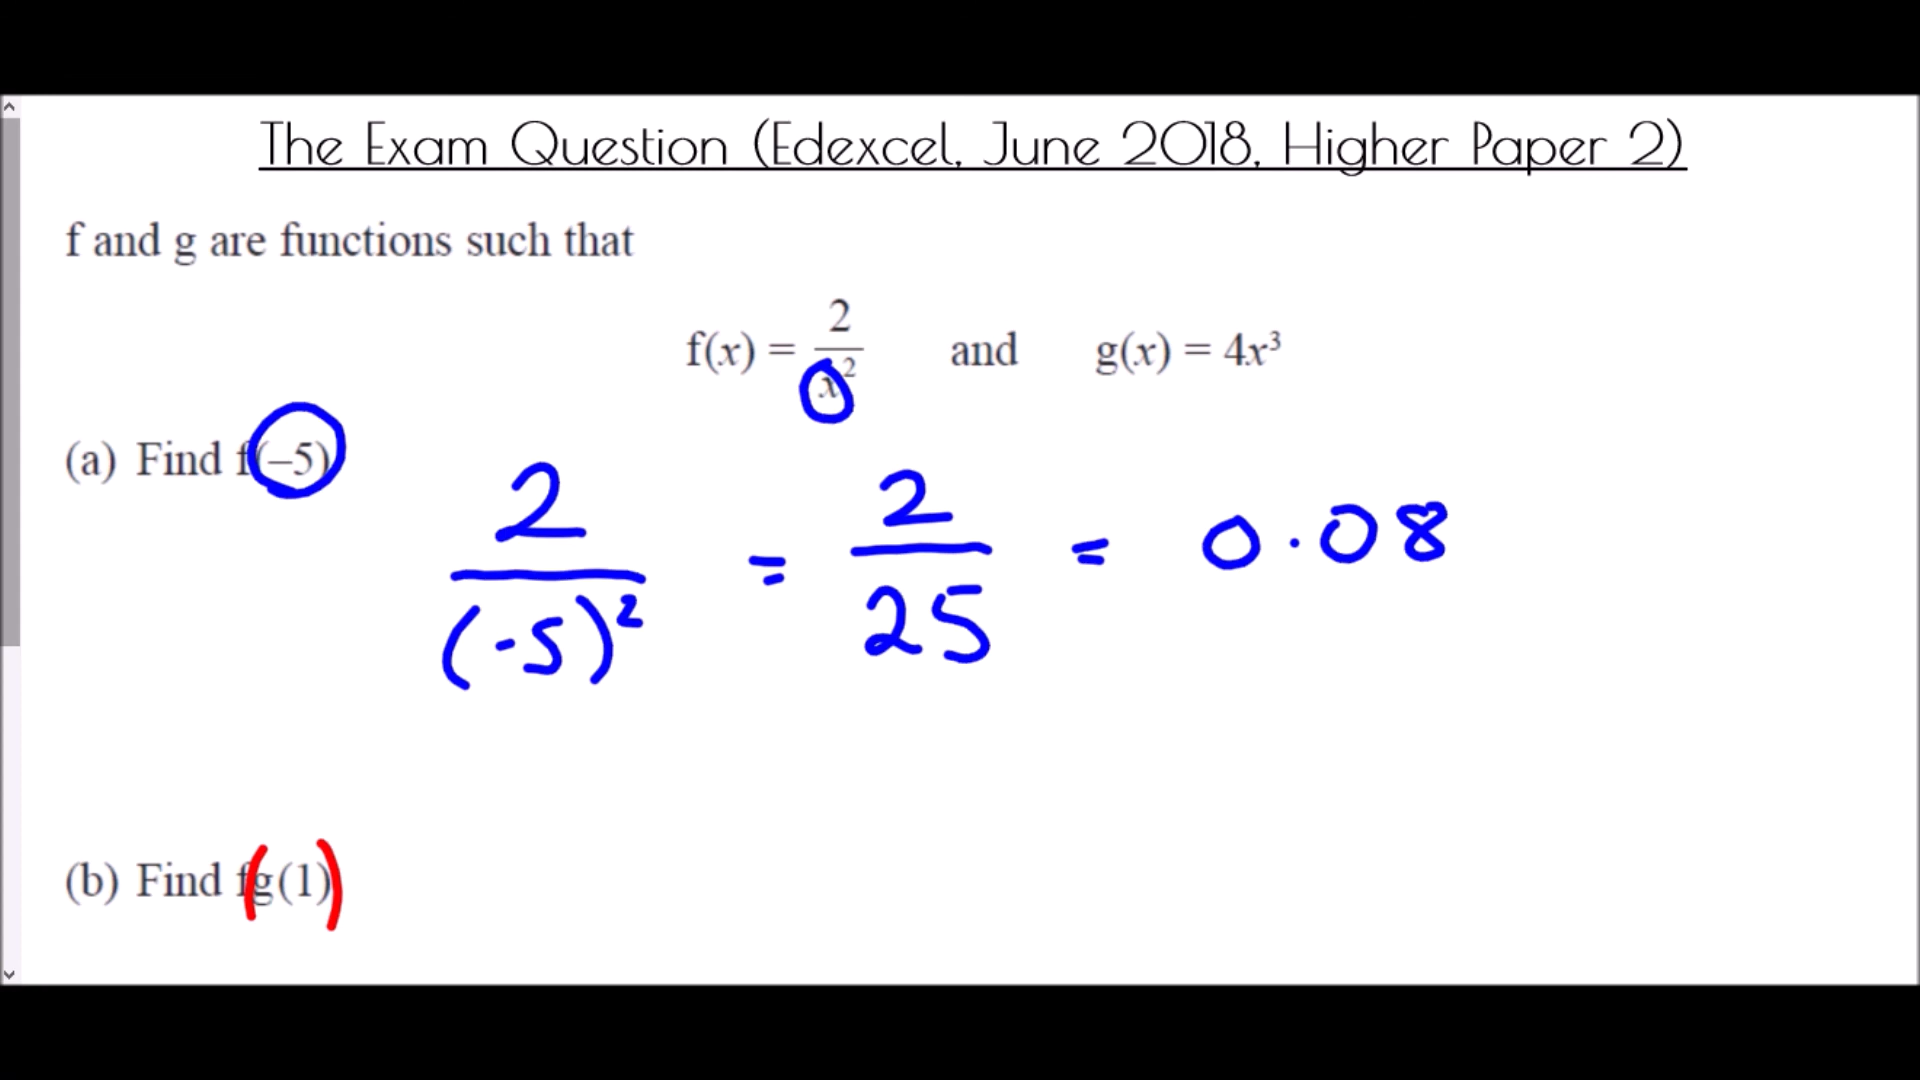 The Exam Question (Edexcel, June 2018, Higher Paper 2)
f and g are functions such that
f(x) = 2/x² and g(x) = 4x³
(a) Find f(–5)
2/(-5)² = 2/25 = 0.08
(b) Find fg(1)